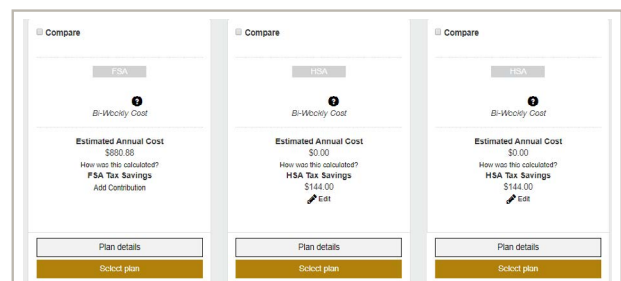 Compare
FSA
?
Bi-Weekly Cost
Estimated Annual Cost
$880.88
How was this calculated?
FSA Tax Savings
Add Contribution
Plan details
Select plan
Compare
HSA
?
Bi-Weekly Cost
Estimated Annual Cost
$0.00
How was this calculated?
HSA Tax Savings
$144.00
Edit
Plan details
Select plan
Compare
HSA
?
Bi-Weekly Cost
Estimated Annual Cost
$0.00
How was this calculated?
HSA Tax Savings
$144.00
Edit
Plan details
Select plan